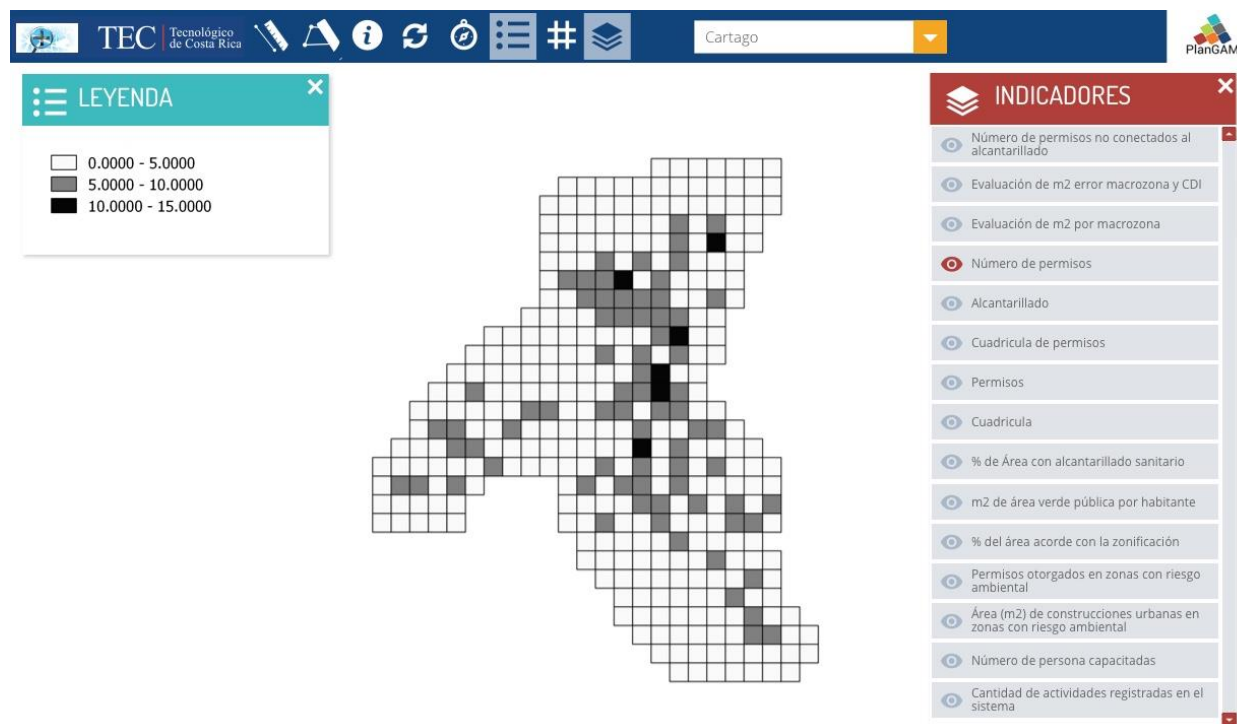 TEC Tecnológico
de Costa Rica
Cartago
PlanGAM
LEYENDA
0.0000 - 5.0000
5.0000 - 10.0000
10.0000 - 15.0000
INDICADORES
Número de permisos no conectados al
alcantarillado
Evaluación de m2 error macrozona y CDI
Evaluación de m2 por macrozona
Número de permisos
Alcantarillado
Cuadricula de permisos
Permisos
Cuadricula
% de Área con alcantarillado sanitario
m2 de área verde pública por habitante
% del área acorde con la zonificación
Permisos otorgados en zonas con riesgo
ambiental
Área (m2) de construcciones urbanas en
zonas con riesgo ambiental
Número de persona capacitadas
Cantidad de actividades registradas en el
sistema